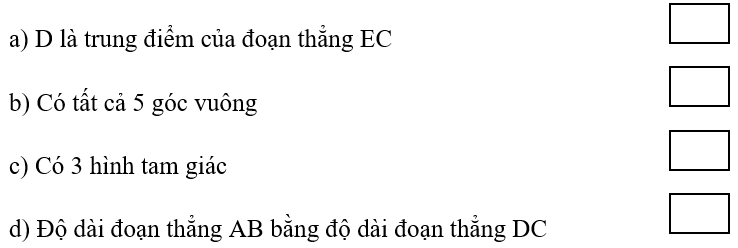 a) D là trung điểm của đoạn thẳng EC
b) Có tất cả 5 góc vuông
c) Có 3 hình tam giác
d) Độ dài đoạn thẳng AB bằng độ dài đoạn thẳng DC